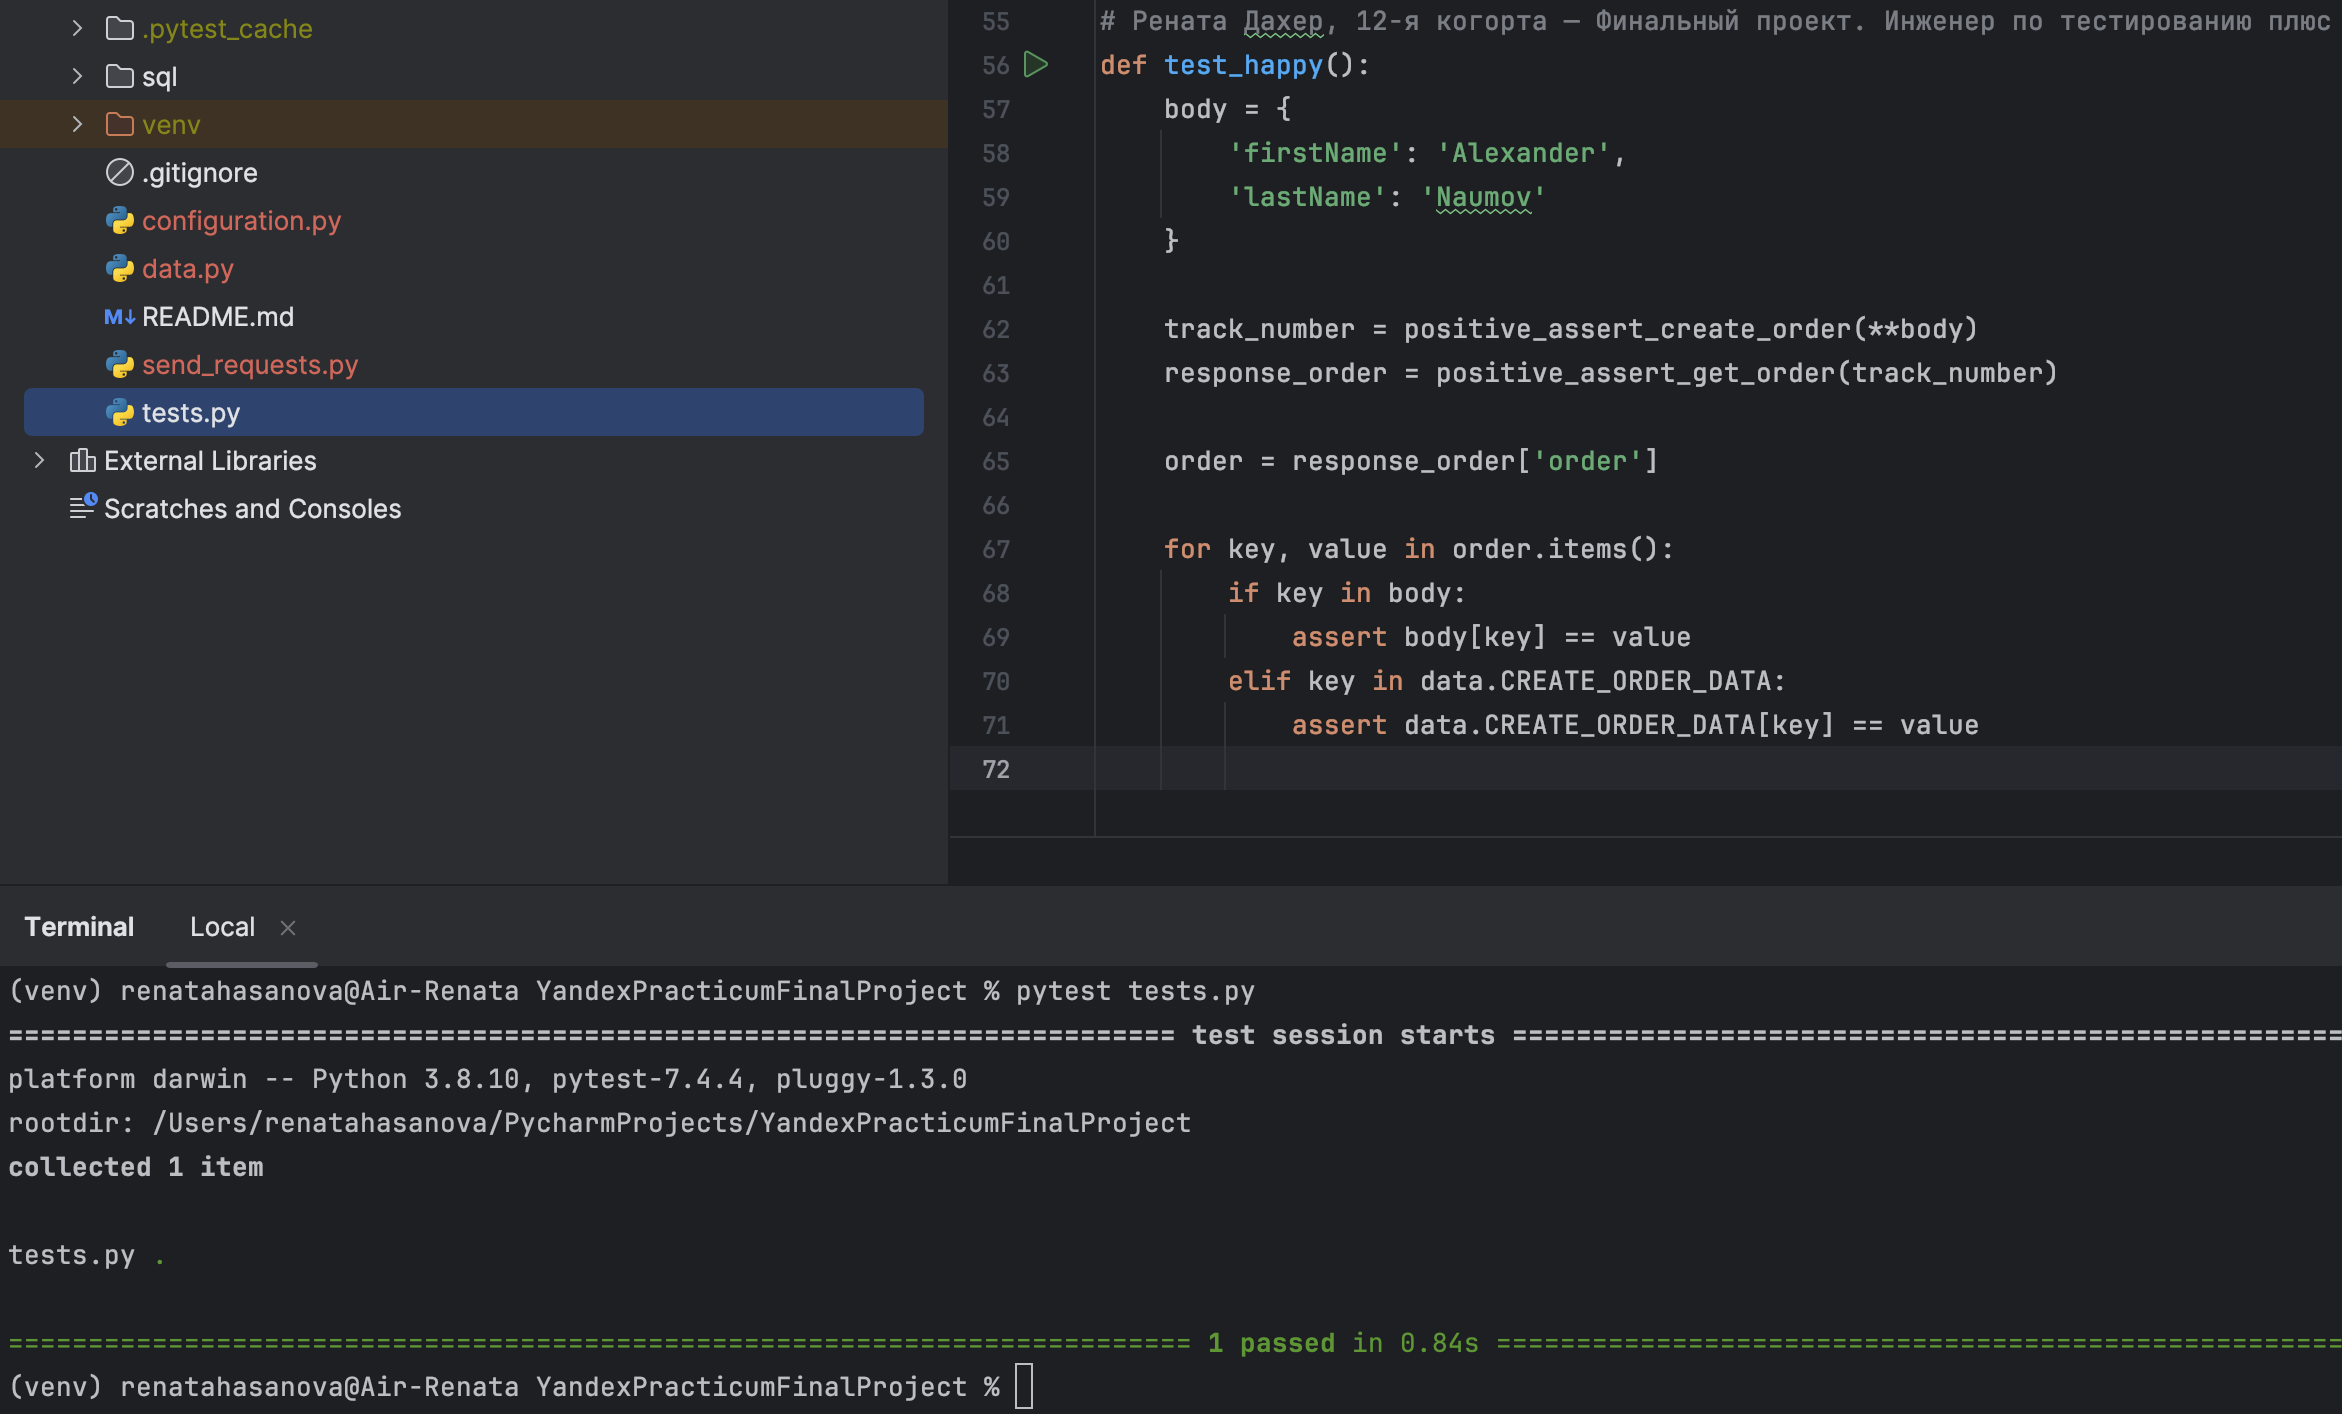 .pytest_cache
sql
venv
.gitignore
configuration.py
data.py
M↓ README.md
send_requests.py
tests.py
External Libraries
Scratches and Consoles
55 # Рената Дахер, 12-я когорта — Финальный проект. Инженер по тестированию плюс
56 def test_happy():
57 body = {
58 'firstName': 'Alexander',
59 'lastName': 'Naumov'
60 }
61
62 track_number = positive_assert_create_order(**body)
63 response_order = positive_assert_get_order(track_number)
64
65 order = response_order['order']
66
67 for key, value in order.items():
68 if key in body:
69 assert body[key] == value
70 elif key in data.CREATE_ORDER_DATA:
71 assert data.CREATE_ORDER_DATA[key] == value
72
Terminal Local ×
(venv) renatahasanova@Air-Renata YandexPracticumFinalProject % pytest tests.py
========================================================================= test session starts ====================================================
platform darwin -- Python 3.8.10, pytest-7.4.4, pluggy-1.3.0
rootdir: /Users/renatahasanova/PycharmProjects/YandexPracticumFinalProject
collected 1 item
tests.py .
========================================================================== 1 passed in 0.84s =====================================================
(venv) renatahasanova@Air-Renata YandexPracticumFinalProject %